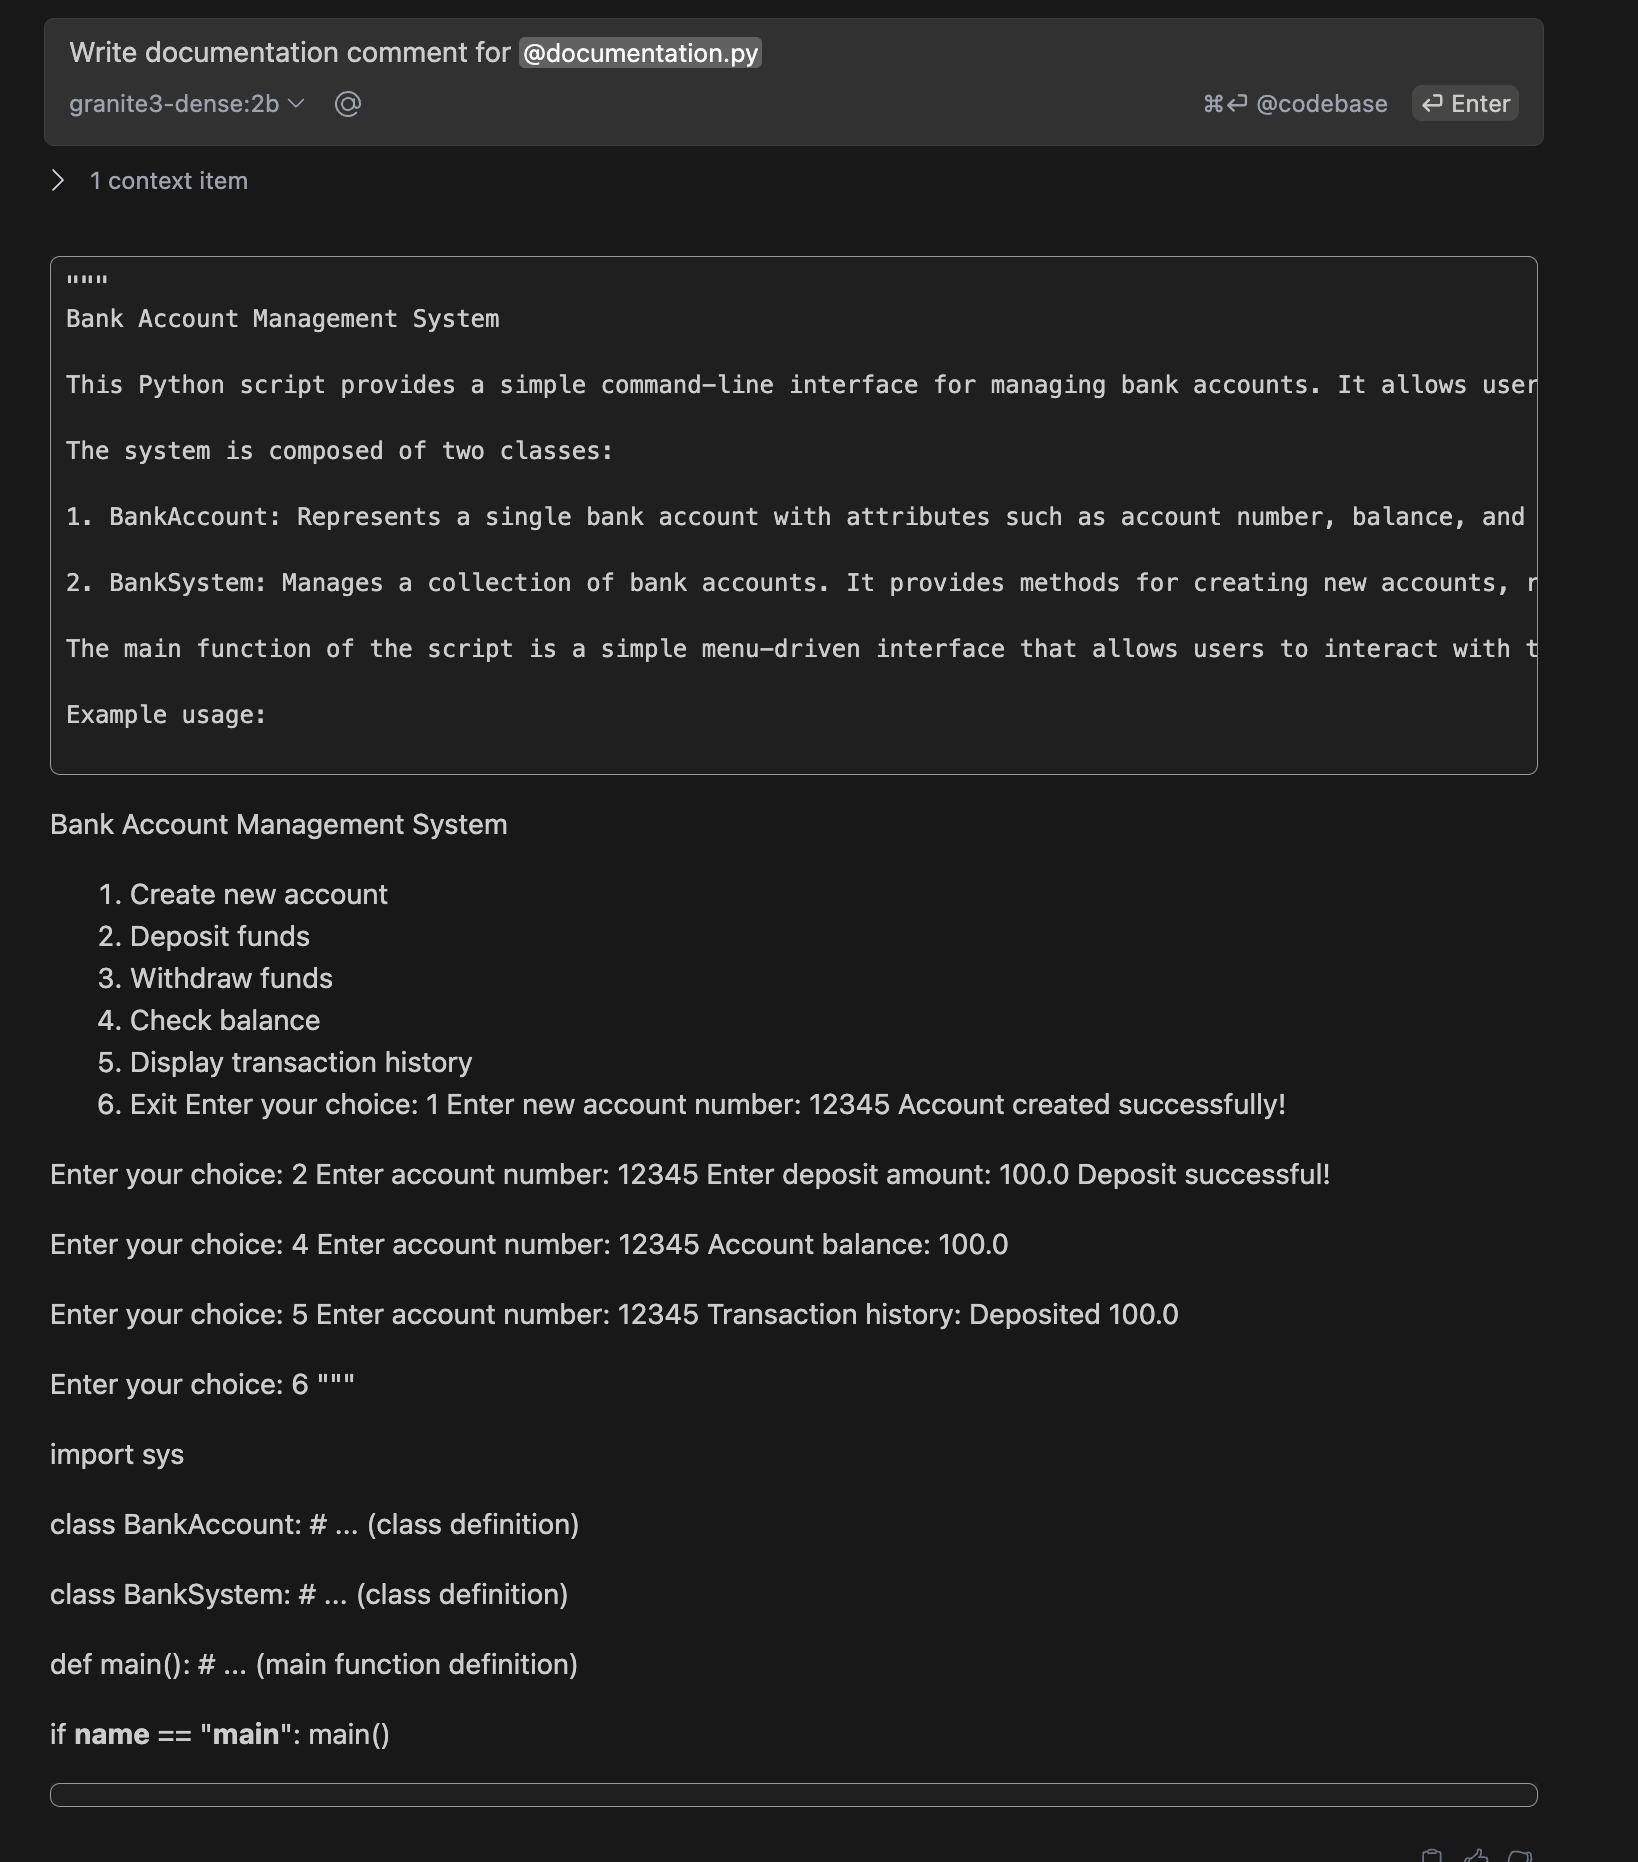 Write documentation comment for @documentation.py
granite3-dense:2b
⌘⏎ @codebase ⏎ Enter
1 context item
"""
Bank Account Management System
This Python script provides a simple command-line interface for managing bank accounts. It allows user
The system is composed of two classes:
1. BankAccount: Represents a single bank account with attributes such as account number, balance, and
2. BankSystem: Manages a collection of bank accounts. It provides methods for creating new accounts, r
The main function of the script is a simple menu-driven interface that allows users to interact with t
Example usage:
Bank Account Management System
1. Create new account
2. Deposit funds
3. Withdraw funds
4. Check balance
5. Display transaction history
6. Exit Enter your choice: 1 Enter new account number: 12345 Account created successfully!
Enter your choice: 2 Enter account number: 12345 Enter deposit amount: 100.0 Deposit successful!
Enter your choice: 4 Enter account number: 12345 Account balance: 100.0
Enter your choice: 5 Enter account number: 12345 Transaction history: Deposited 100.0
Enter your choice: 6 """
import sys
class BankAccount: # ... (class definition)
class BankSystem: # ... (class definition)
def main(): # ... (main function definition)
if name == "main": main()